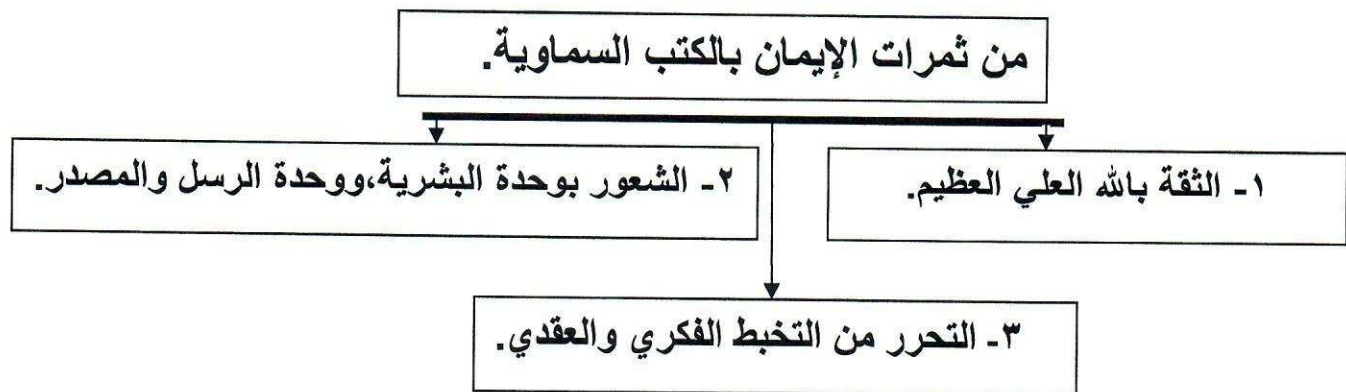 من ثمرات الإيمان بالكتب السماوية.
١- الثقة بالله العلي العظيم.
٢- الشعور بوحدة البشرية،ووحدة الرسل والمصدر.
٣- التحرر من التخبط الفكري والعقدي.